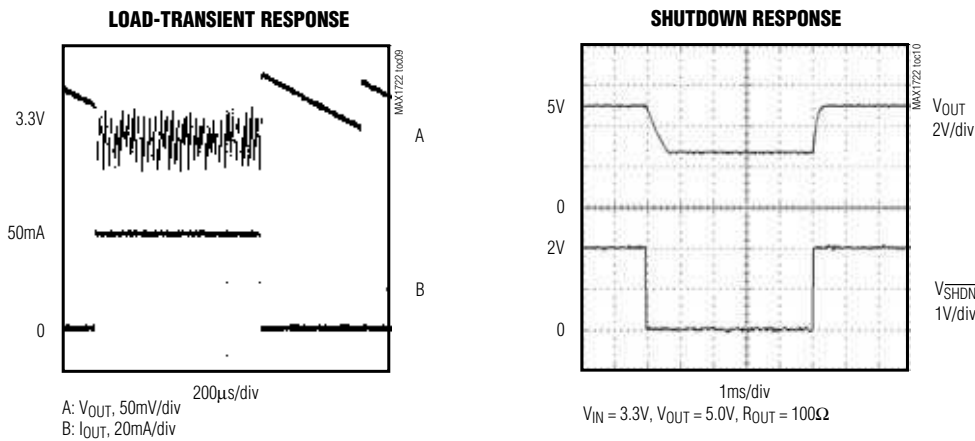 LOAD-TRANSIENT RESPONSE
MAX1722 toc09
3.3V
A
50mA
B
0
200µs/div
A: VOUT, 50mV/div
B: IOUT, 20mA/div
SHUTDOWN RESPONSE
MAX1722 toc10
5V
VOUT
2V/div
0
2V
VSHDN
1V/div
0
1ms/div
VIN = 3.3V, VOUT = 5.0V, ROUT = 100Ω